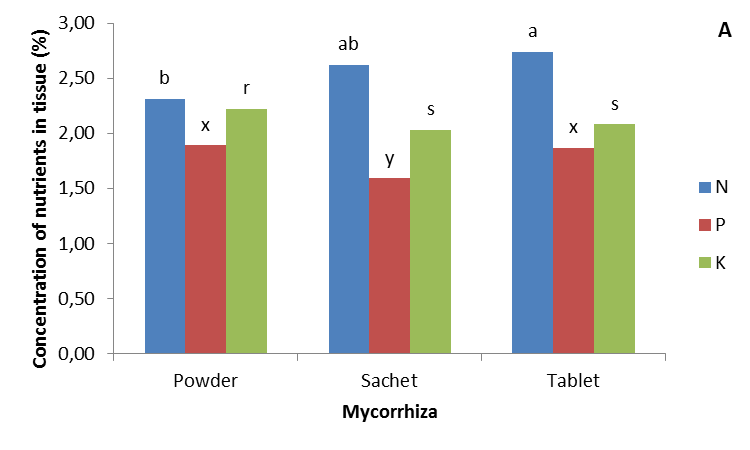 A
Concentration of nutrients in tissue (%)
3,00
2,50
2,00
1,50
1,00
0,50
0,00
b
x
r
ab
y
s
a
x
s
Powder
Sachet
Tablet
Mycorrhiza
N
P
K